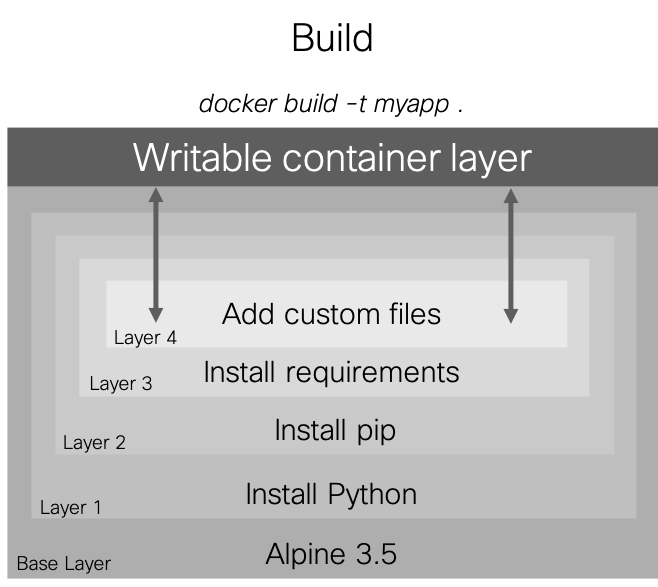 Build
docker build -t myapp .
Writable container layer
Add custom files
Layer 4
Install requirements
Layer 3
Install pip
Layer 2
Install Python
Layer 1
Alpine 3.5
Base Layer